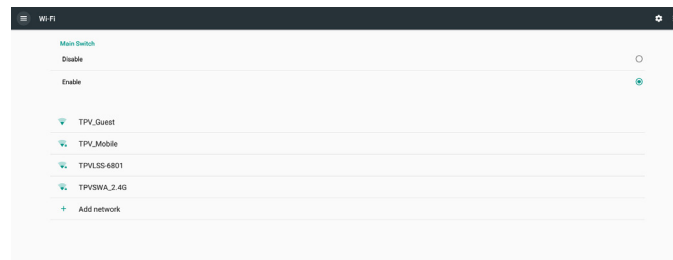 Wi-Fi
Main Switch
Disable
Enable
TPV_Guest
TPV_Mobile
TPVLSS-6801
TPVSWA_2.4G
Add network